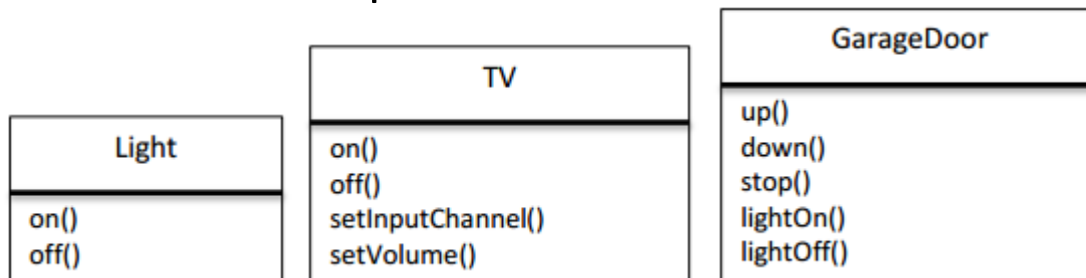 Light
on()
off()
TV
on()
off()
setInputChannel()
setVolume()
GarageDoor
up()
down()
stop()
lightOn()
lightOff()